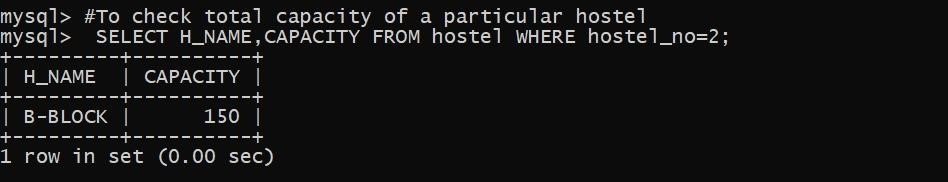 mysql> #To check total capacity of a particular hostel
mysql>  SELECT H_NAME,CAPACITY FROM hostel WHERE hostel_no=2;
+---------+----------+
| H_NAME  | CAPACITY |
+---------+----------+
| B-BLOCK |      150 |
+---------+----------+
1 row in set (0.00 sec)